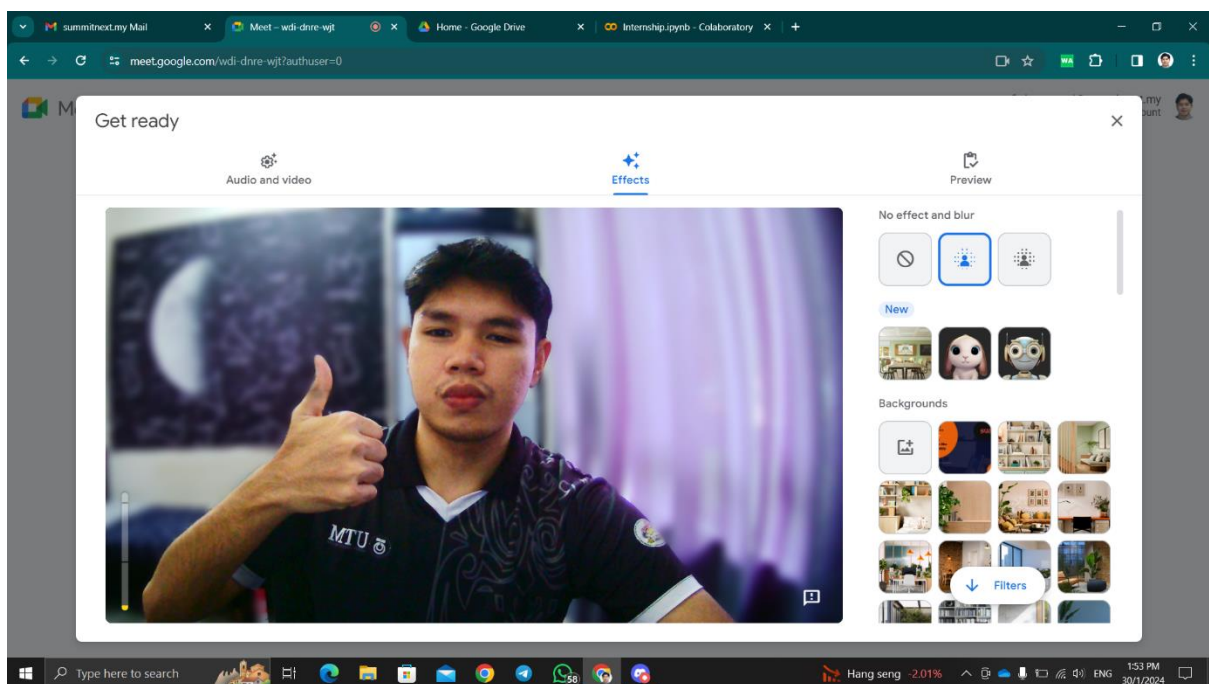 summitnext.my Mail
Meet – wdi-dnre-wjt
Home - Google Drive
Internship.ipynb - Colaboratory
meet.google.com/wdi-dnre-wjt?authuser=0
WA
Get ready
Audio and video
Effects
Preview
No effect and blur
New
Backgrounds
MTU
Filters
Type here to search
58
Hang seng -2.01%
ENG
1:53 PM
30/1/2024